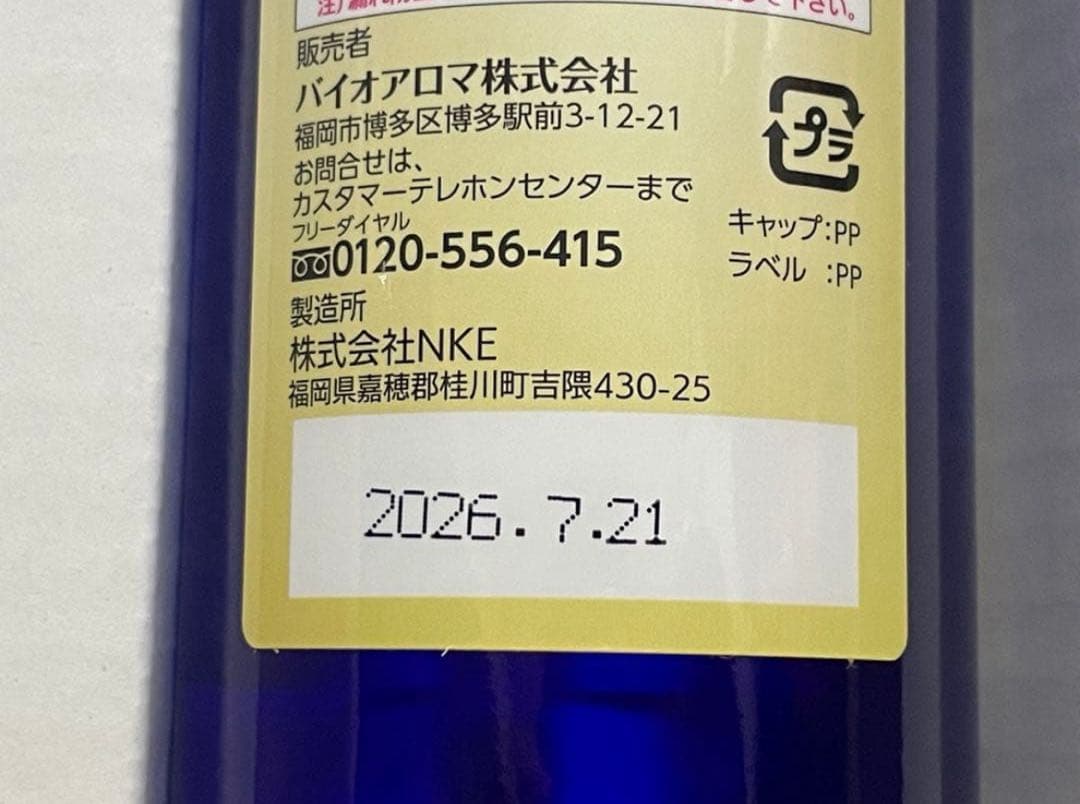 して下さい。
販売者
バイオアロマ株式会社
福岡市博多区博多駅前3-12-21
お問合せは、
カスタマーテレホンセンターまで
フリーダイヤル
0120-556-415
製造所
株式会社NKE
福岡県嘉穂郡桂川町吉隈430-25
プラ
キャップ:PP
ラベル :PP
2026.7.21